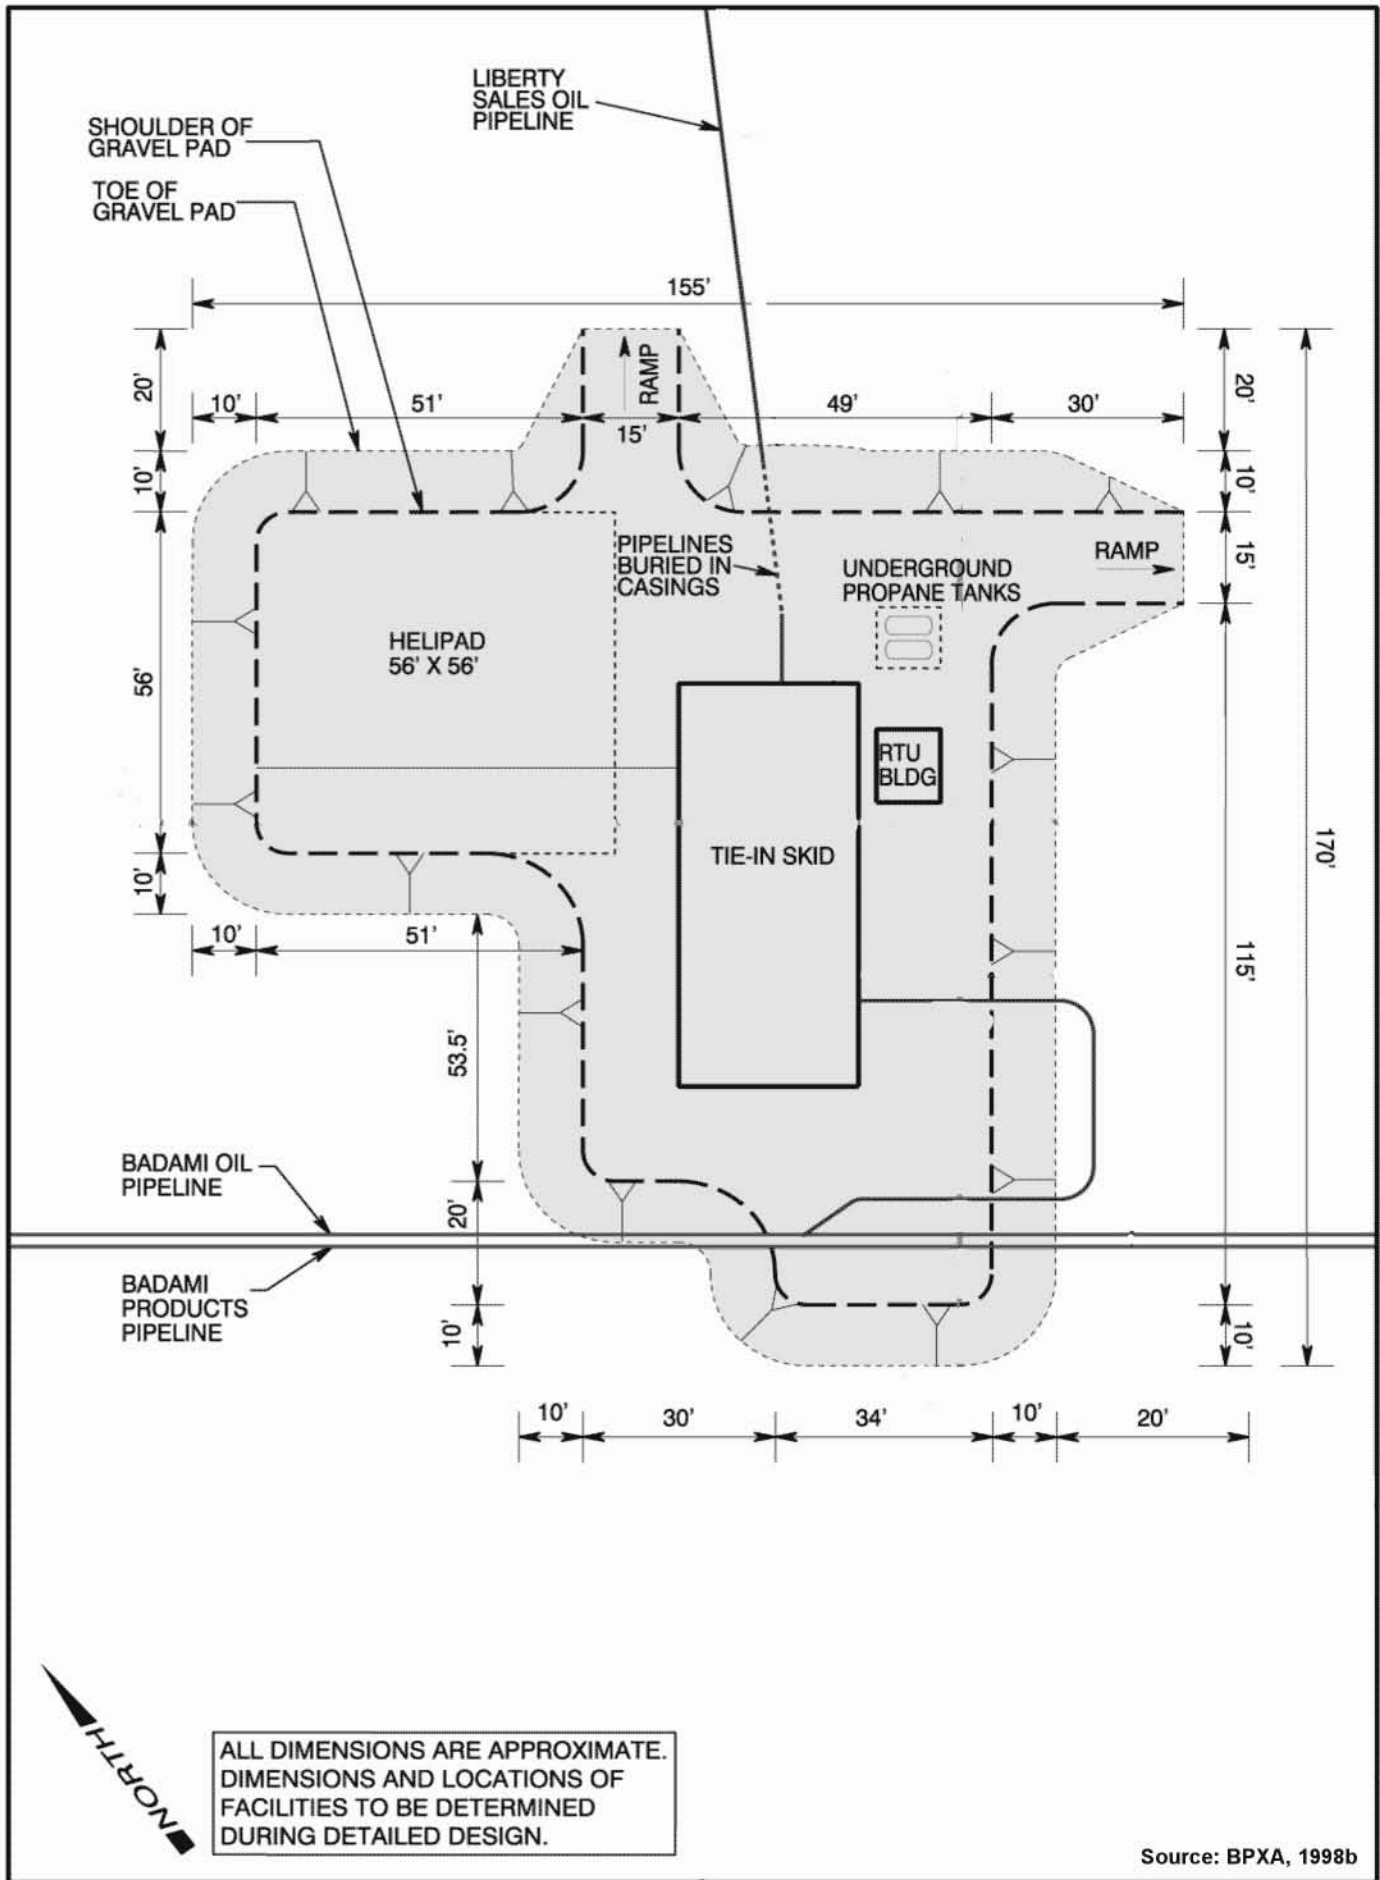 LIBERTY
SALES OIL
PIPELINE
SHOULDER OF
GRAVEL PAD
TOE OF
GRAVEL PAD
155'
20'
RAMP
20'
10'
51'
15'
49'
30'
10'
10'
PIPELINES
BURIED IN
CASINGS
UNDERGROUND
PROPANE TANKS
RAMP
15'
HELIPAD
56' X 56'
56'
RTU
BLDG
TIE-IN SKID
170'
10'
10'
51'
115'
53.5'
BADAMI OIL
PIPELINE
20'
BADAMI
PRODUCTS
PIPELINE
10'
10'
10'
30'
34'
10'
20'
NORTH
ALL DIMENSIONS ARE APPROXIMATE.
DIMENSIONS AND LOCATIONS OF
FACILITIES TO BE DETERMINED
DURING DETAILED DESIGN.
Source: BPXA, 1998b